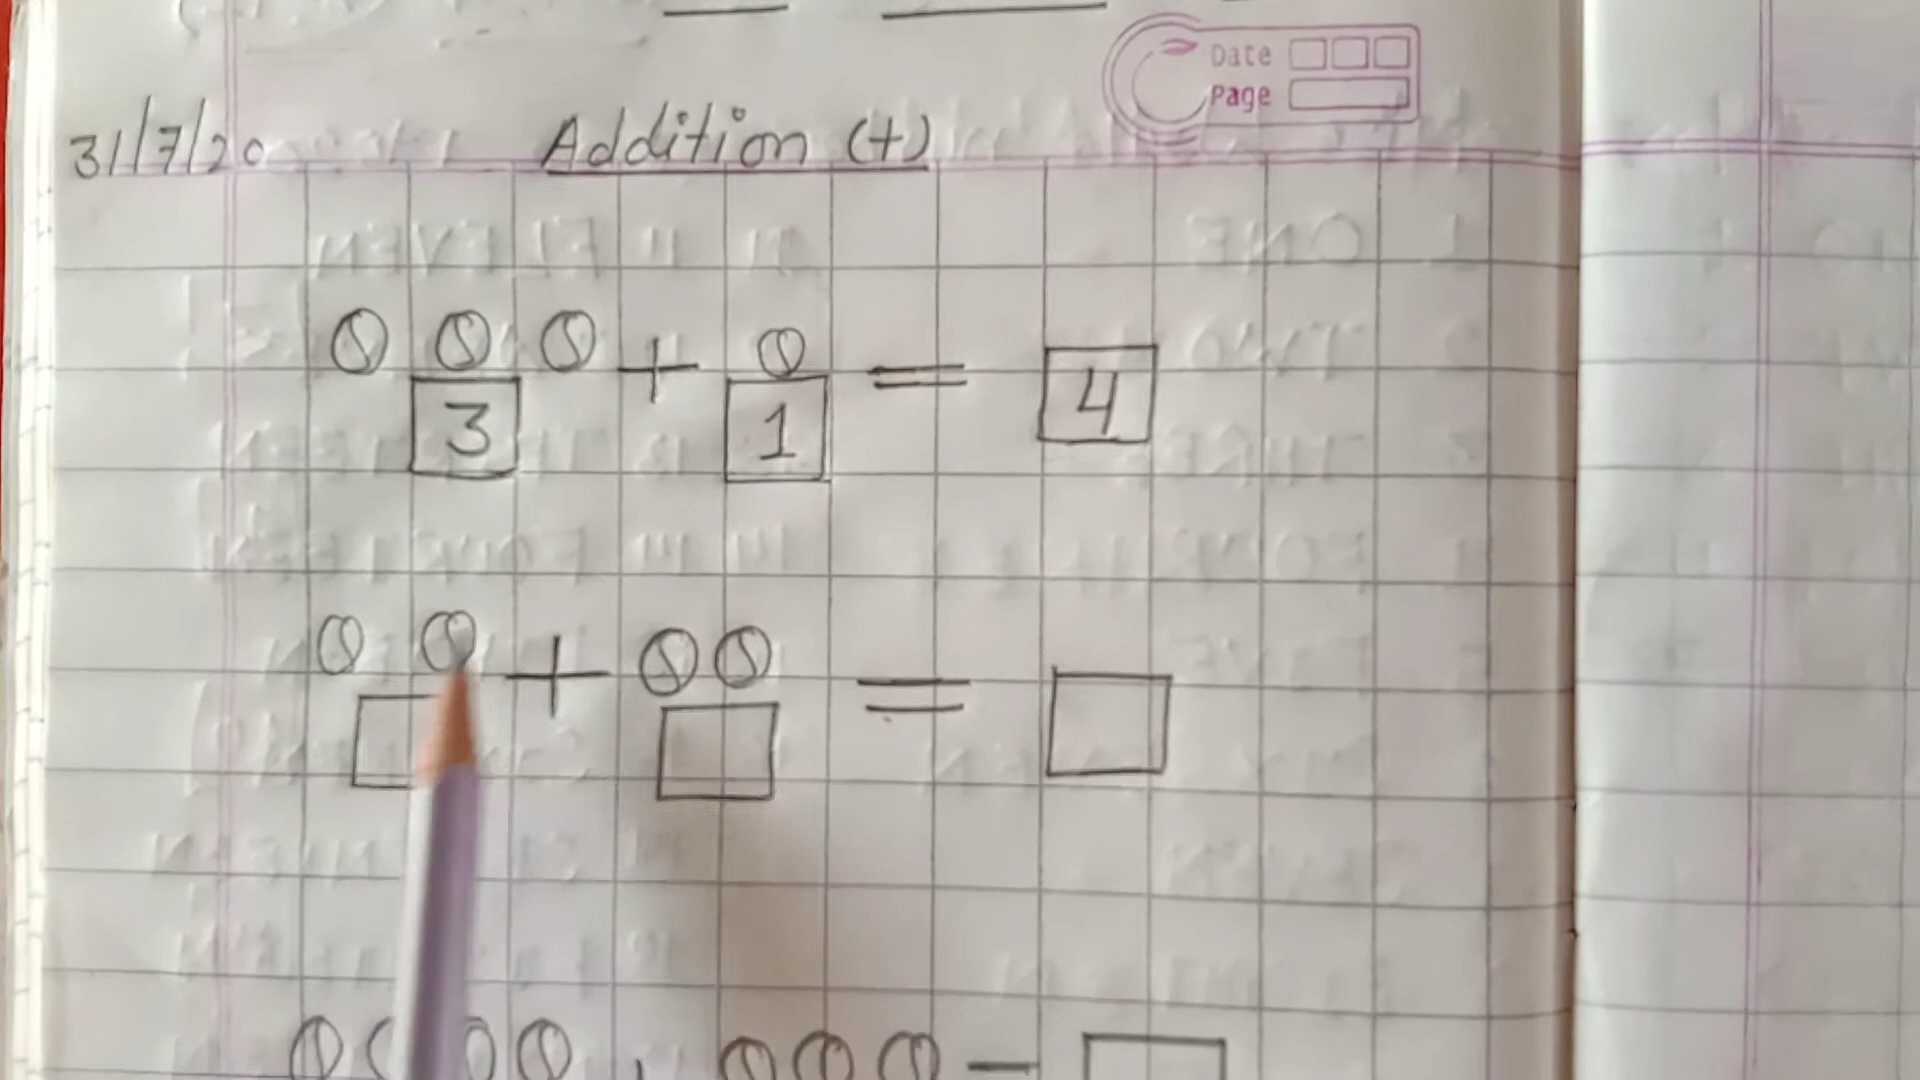 Date
Page
31/7/20 Addition (+)
+ =
3 1 4
+ =